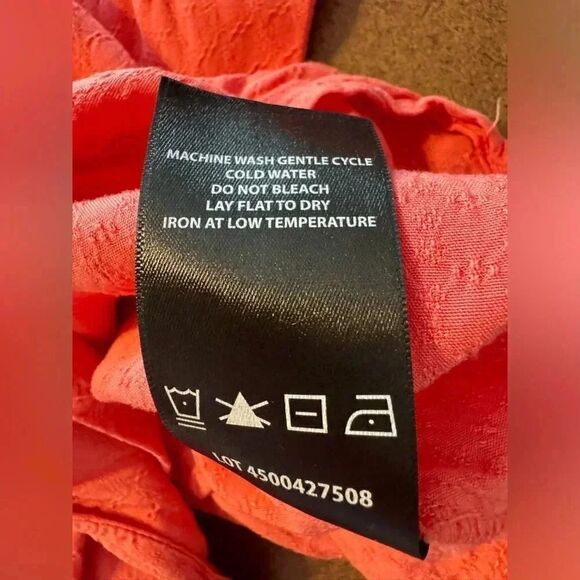 MACHINE WASH GENTLE CYCLE
COLD WATER
DO NOT BLEACH
LAY FLAT TO DRY
IRON AT LOW TEMPERATURE
LOT 4500427508